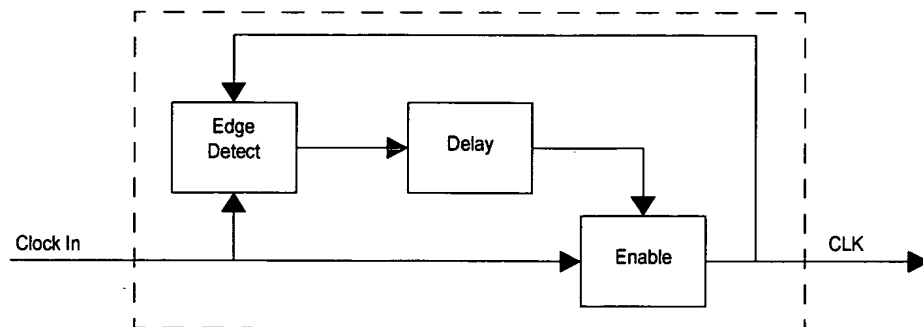 Edge
Detect
Delay
Clock In
Enable
CLK